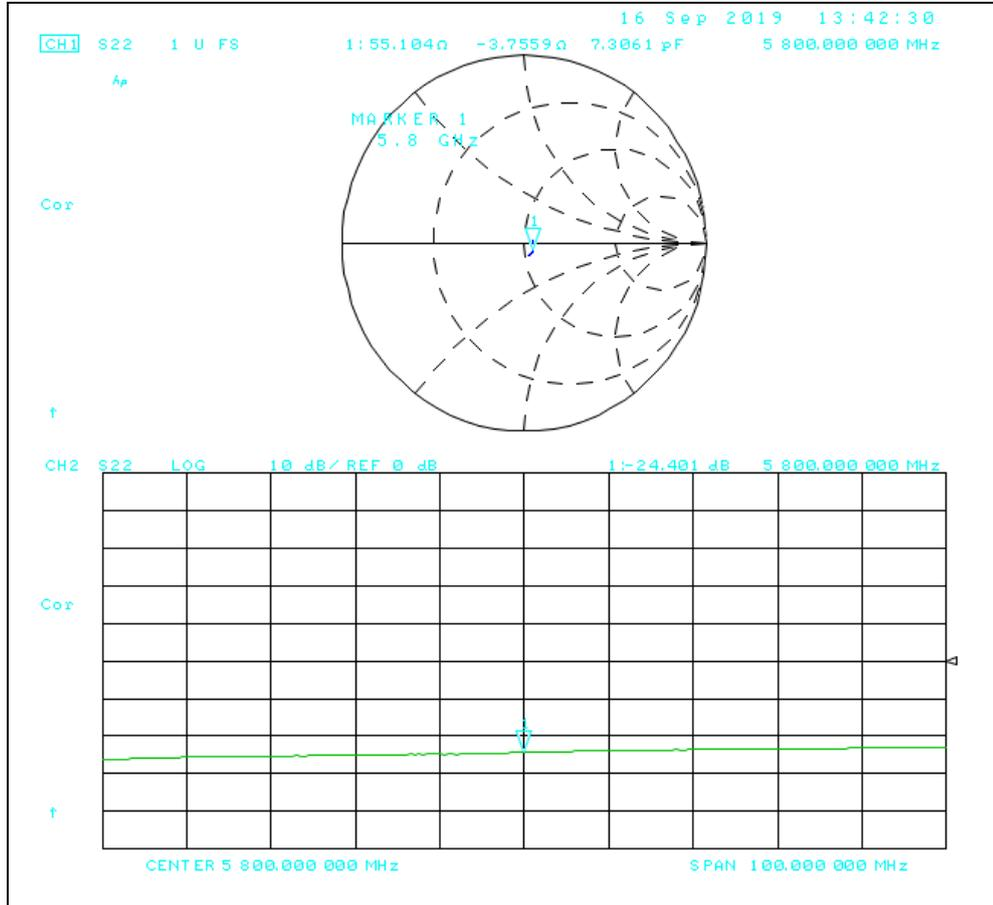 16 Sep 2019 13:42:30
CH1 S22 1 U FS 1:55.104Ω -3.7559Ω 7.3061 pF 5 800.000 000 MHz
hp
MARKER 1
5.8 GHz
Cor
1
↑
CH2 S22 LOG 10 dB/ REF 0 dB 1:-24.401 dB 5 800.000 000 MHz
Cor
1
↑
CENTER 5 800.000 000 MHz SPAN 100.000 000 MHz